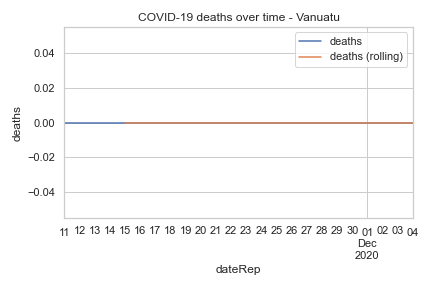 COVID-19 deaths over time - Vanuatu
deaths
deaths (rolling)
0.04
0.02
0.00
−0.02
−0.04
deaths
11 12 13 14 15 16 17 18 19 20 21 22 23 24 25 26 27 28 29 30 01 02 03 04
Dec
2020
dateRep